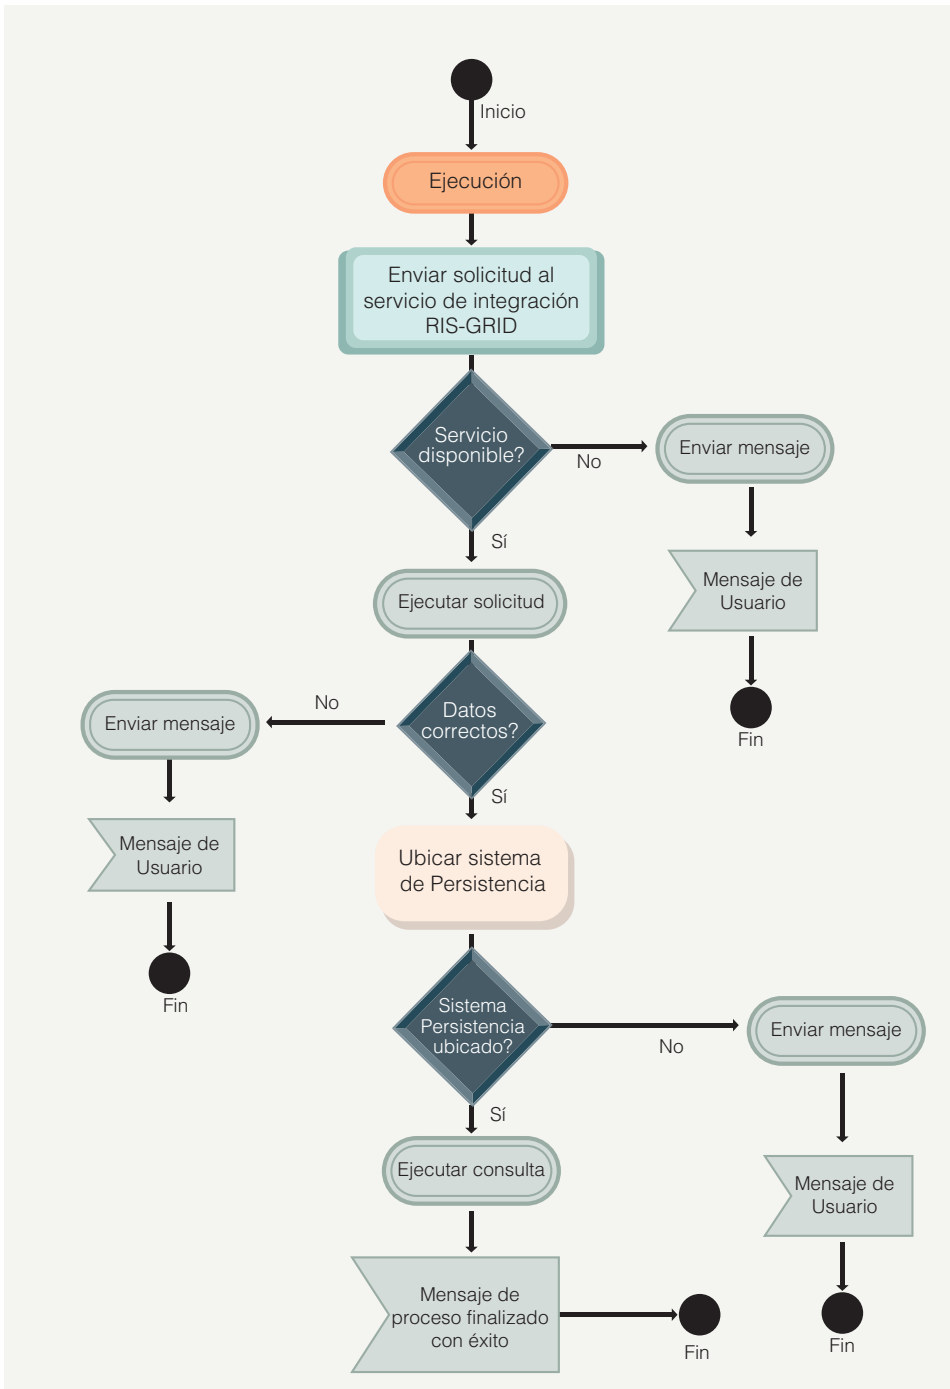 Inicio
Ejecución
Enviar solicitud al
servicio de integración
RIS-GRID
Servicio
disponible?
No
Enviar mensaje
Mensaje de
Usuario
Fin
Sí
Ejecutar solicitud
Datos
correctos?
No
Enviar mensaje
Mensaje de
Usuario
Fin
Sí
Ubicar sistema
de Persistencia
Sistema
Persistencia
ubicado?
No
Enviar mensaje
Mensaje de
Usuario
Fin
Sí
Ejecutar consulta
Mensaje de
proceso finalizado
con éxito
Fin